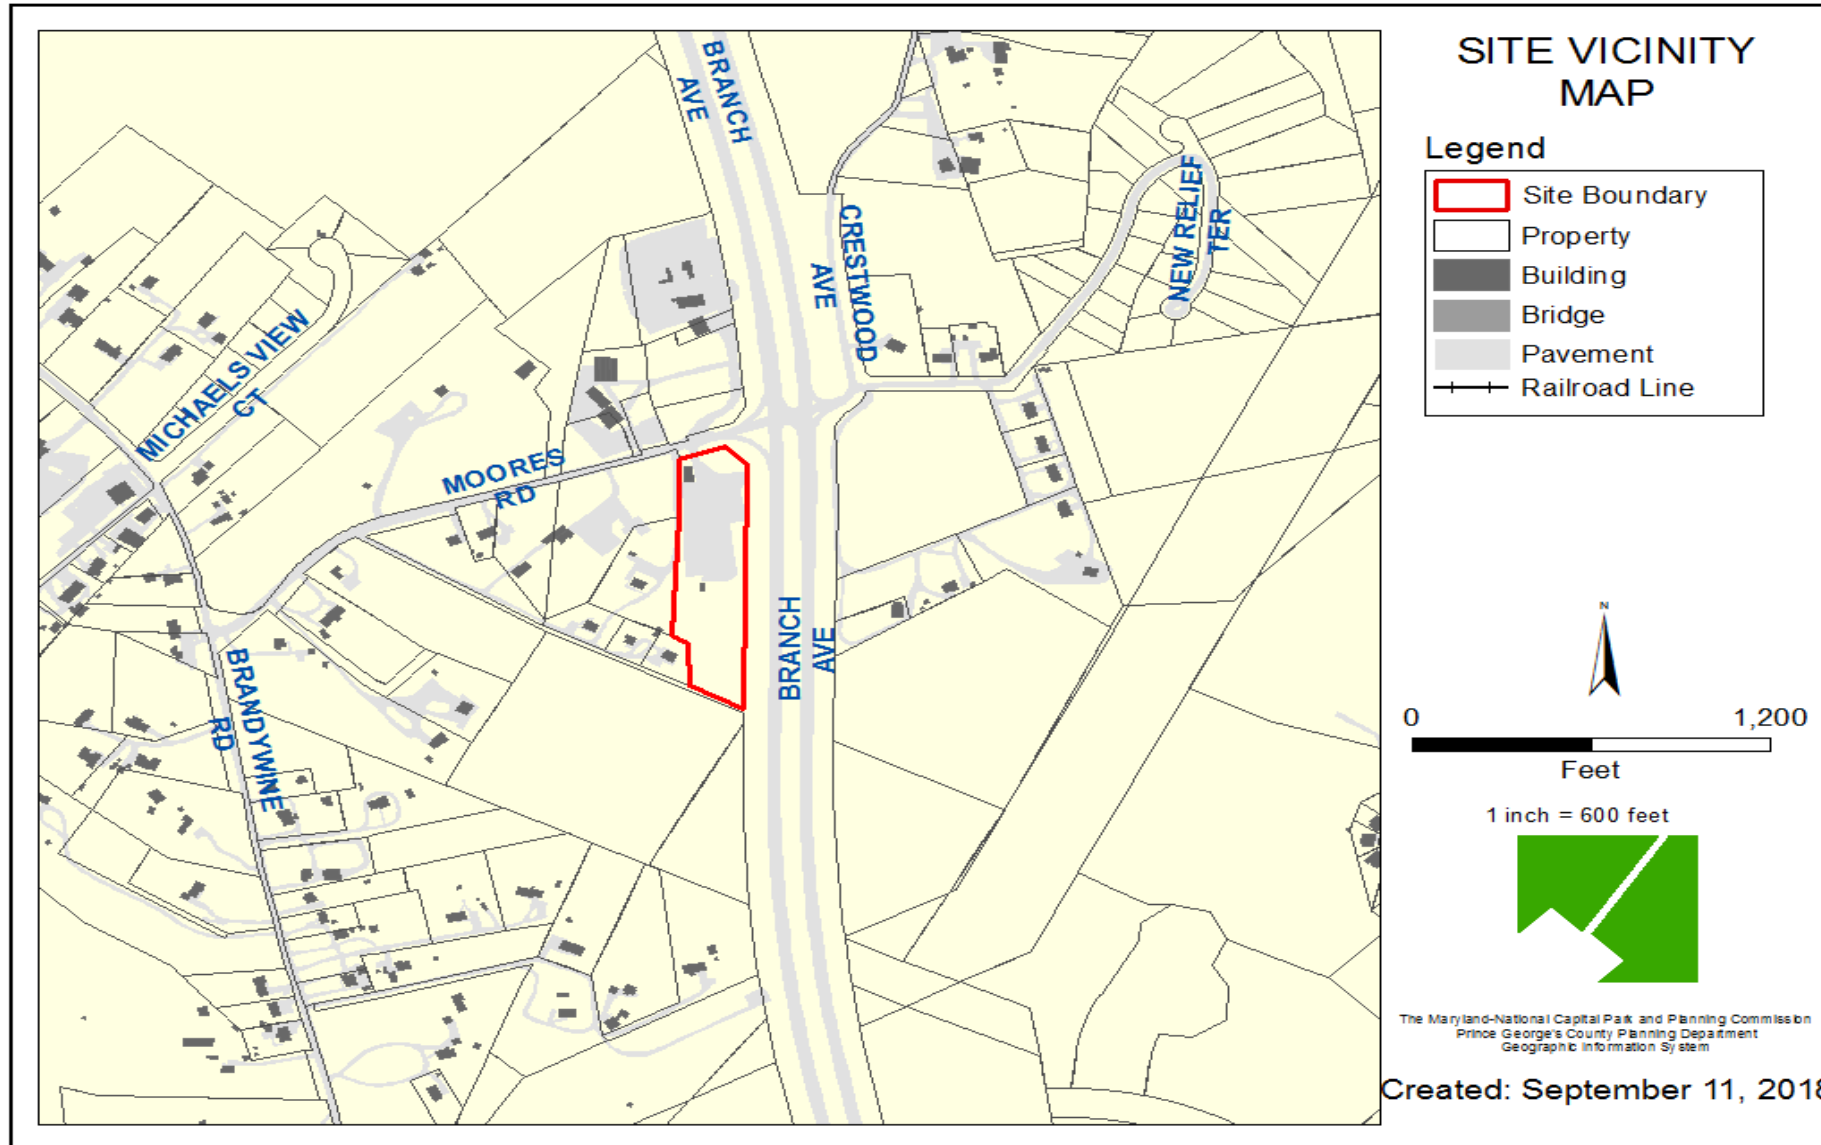 SITE VICINITY
MAP
Legend
Site Boundary
Property
Building
Bridge
Pavement
Railroad Line
BRANCH
AVE
CRESTWOOD
AVE
NEW RELIEF
TER
MICHAELS VIEW
CT
MOORES
RD
BRANCH
AVE
BRANDYWINE
RD
N
0 1,200
Feet
1 inch = 600 feet
The Maryland-National Capital Park and Planning Commission
Prince George's County Planning Department
Geographic Information System
Created: September 11, 2018